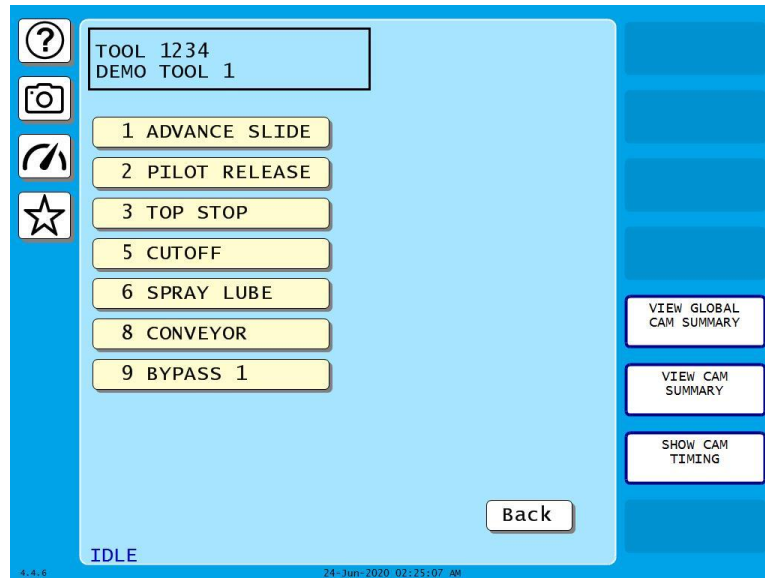 ?
TOOL 1234
DEMO TOOL 1
1 ADVANCE SLIDE
2 PILOT RELEASE
3 TOP STOP
5 CUTOFF
6 SPRAY LUBE
8 CONVEYOR
9 BYPASS 1
VIEW GLOBAL
CAM SUMMARY
VIEW CAM
SUMMARY
SHOW CAM
TIMING
Back
IDLE
4.4.6
24-Jun-2020 02:25:07 AM